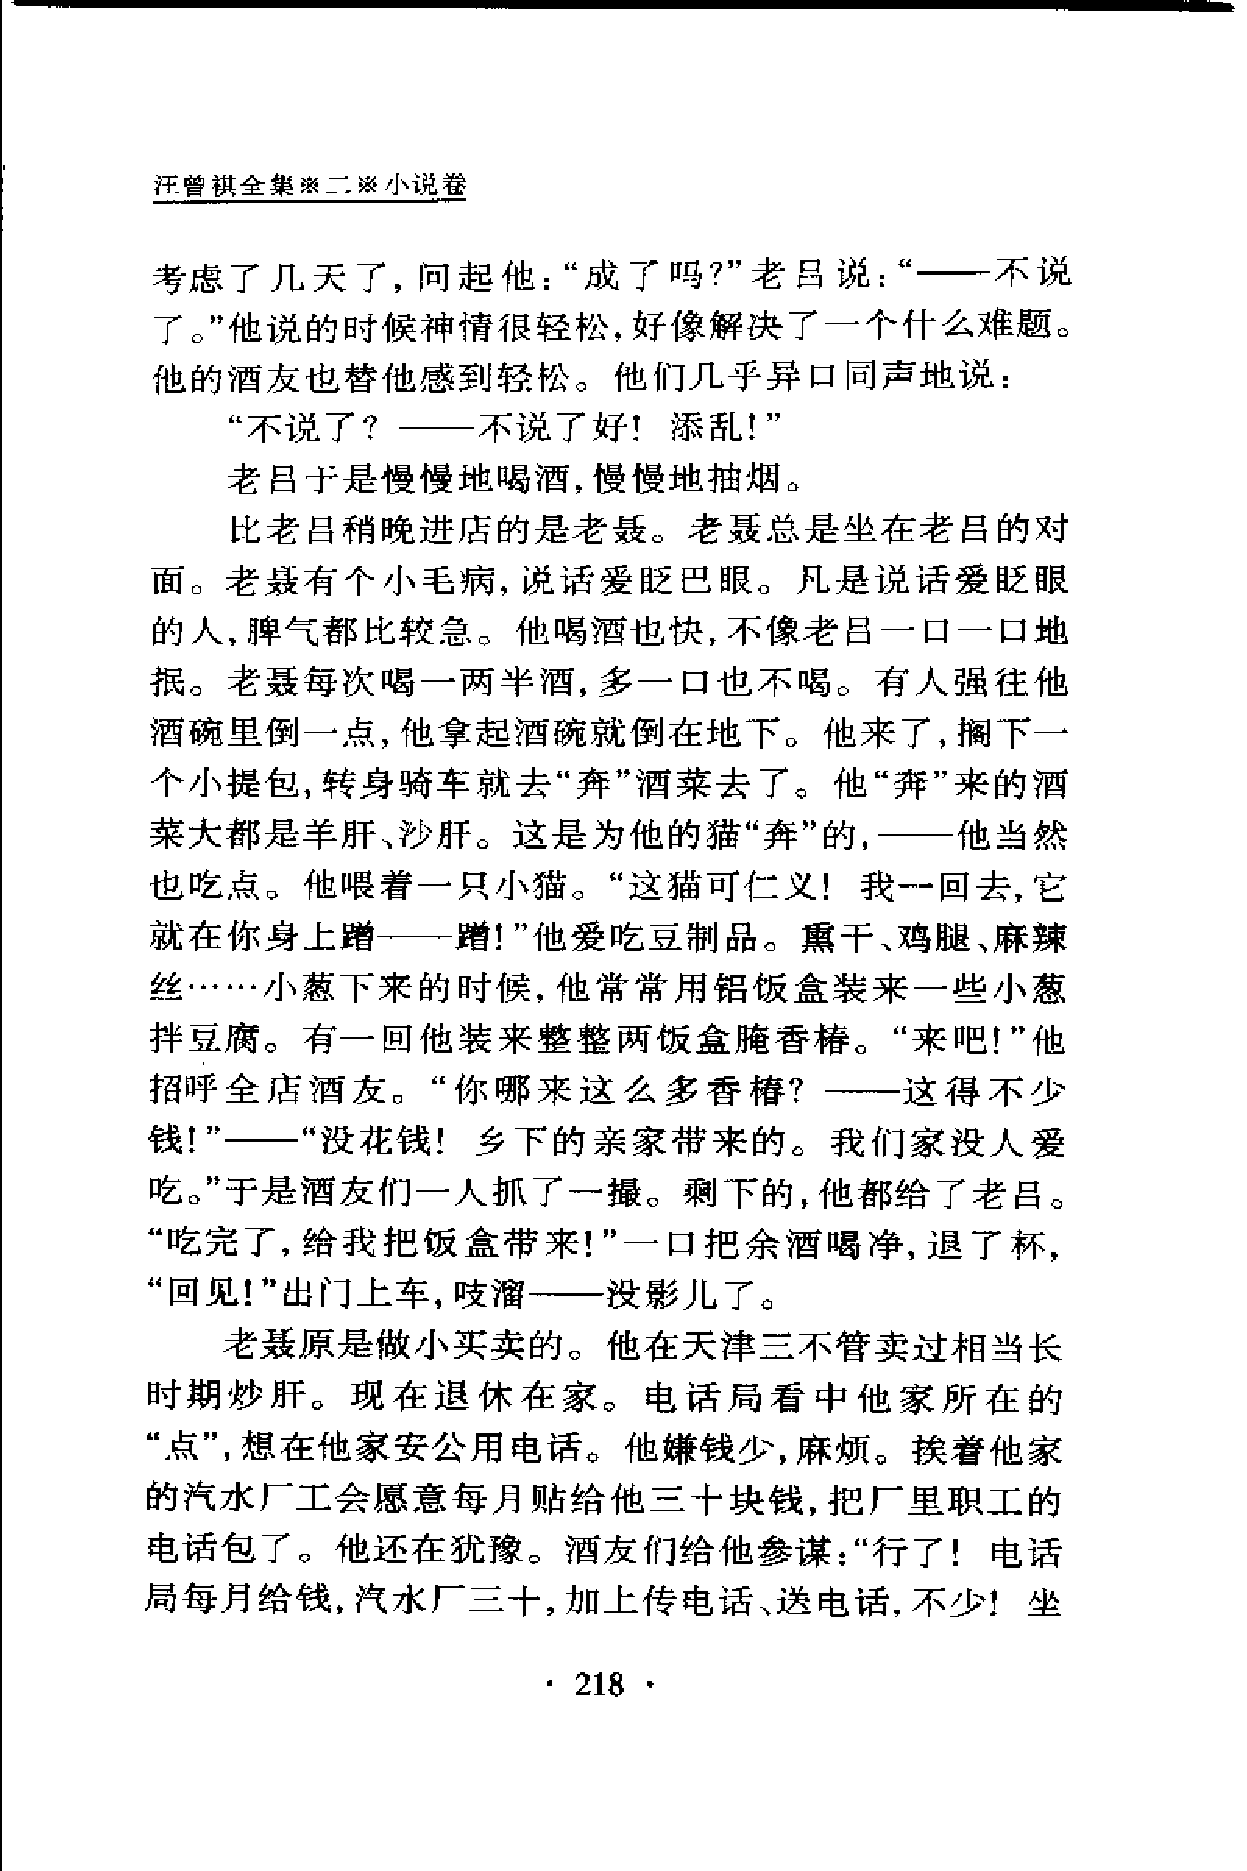 汪曾祺全集※二※小说卷
考虑了几天了,问起他:“成了吗?”老吕说:“——不说
了。”他说的时候神情很轻松,好像解决了一个什么难题。
他的酒友也替他感到轻松。他们几乎异口同声地说:
“不说了? ——不说了好! 添乱!”
老吕于是慢慢地喝酒,慢慢地抽烟。
比老吕稍晚进店的是老聂。老聂总是坐在老吕的对
面。老聂有个小毛病,说话爱眨巴眼。凡是说话爱眨眼
的人,脾气都比较急。他喝酒也快,不像老吕一口一口地
抿。老聂每次喝一两半酒,多一口也不喝。有人强往他
酒碗里倒一点,他拿起酒碗就倒在地下。他来了,搁下一
个小提包,转身骑车就去“奔”酒菜去了。他“奔”来的酒
菜大都是羊肝、沙肝。这是为他的猫“奔”的,——他当然
也吃点。他喂着一只小猫。“这猫可仁义! 我一回去,它
就在你身上蹭——蹭!”他爱吃豆制品。熏干、鸡腿、麻辣
丝……小葱下来的时候,他常常用铝饭盒装来一些小葱
拌豆腐。有一回他装来整整两饭盒腌香椿。“来吧!”他
招呼全店酒友。“你哪来这么多香椿? ——这得不少
钱!”——“没花钱! 乡下的亲家带来的。我们家没人爱
吃。”于是酒友们一人抓了一撮。剩下的,他都给了老吕。
“吃完了,给我把饭盒带来!”一口把余酒喝净,退了杯,
“回见!”出门上车,吱溜——没影儿了。
老聂原是做小买卖的。他在天津三不管卖过相当长
时期炒肝。现在退休在家。电话局看中他家所在的
“点”,想在他家安公用电话。他嫌钱少,麻烦。挨着他家
的汽水厂工会愿意每月贴给他三十块钱,把厂里职工的
电话包了。他还在犹豫。酒友们给他参谋:“行了! 电话
局每月给钱,汽水厂三十,加上传电话、送电话,不少! 坐
· 218 ·